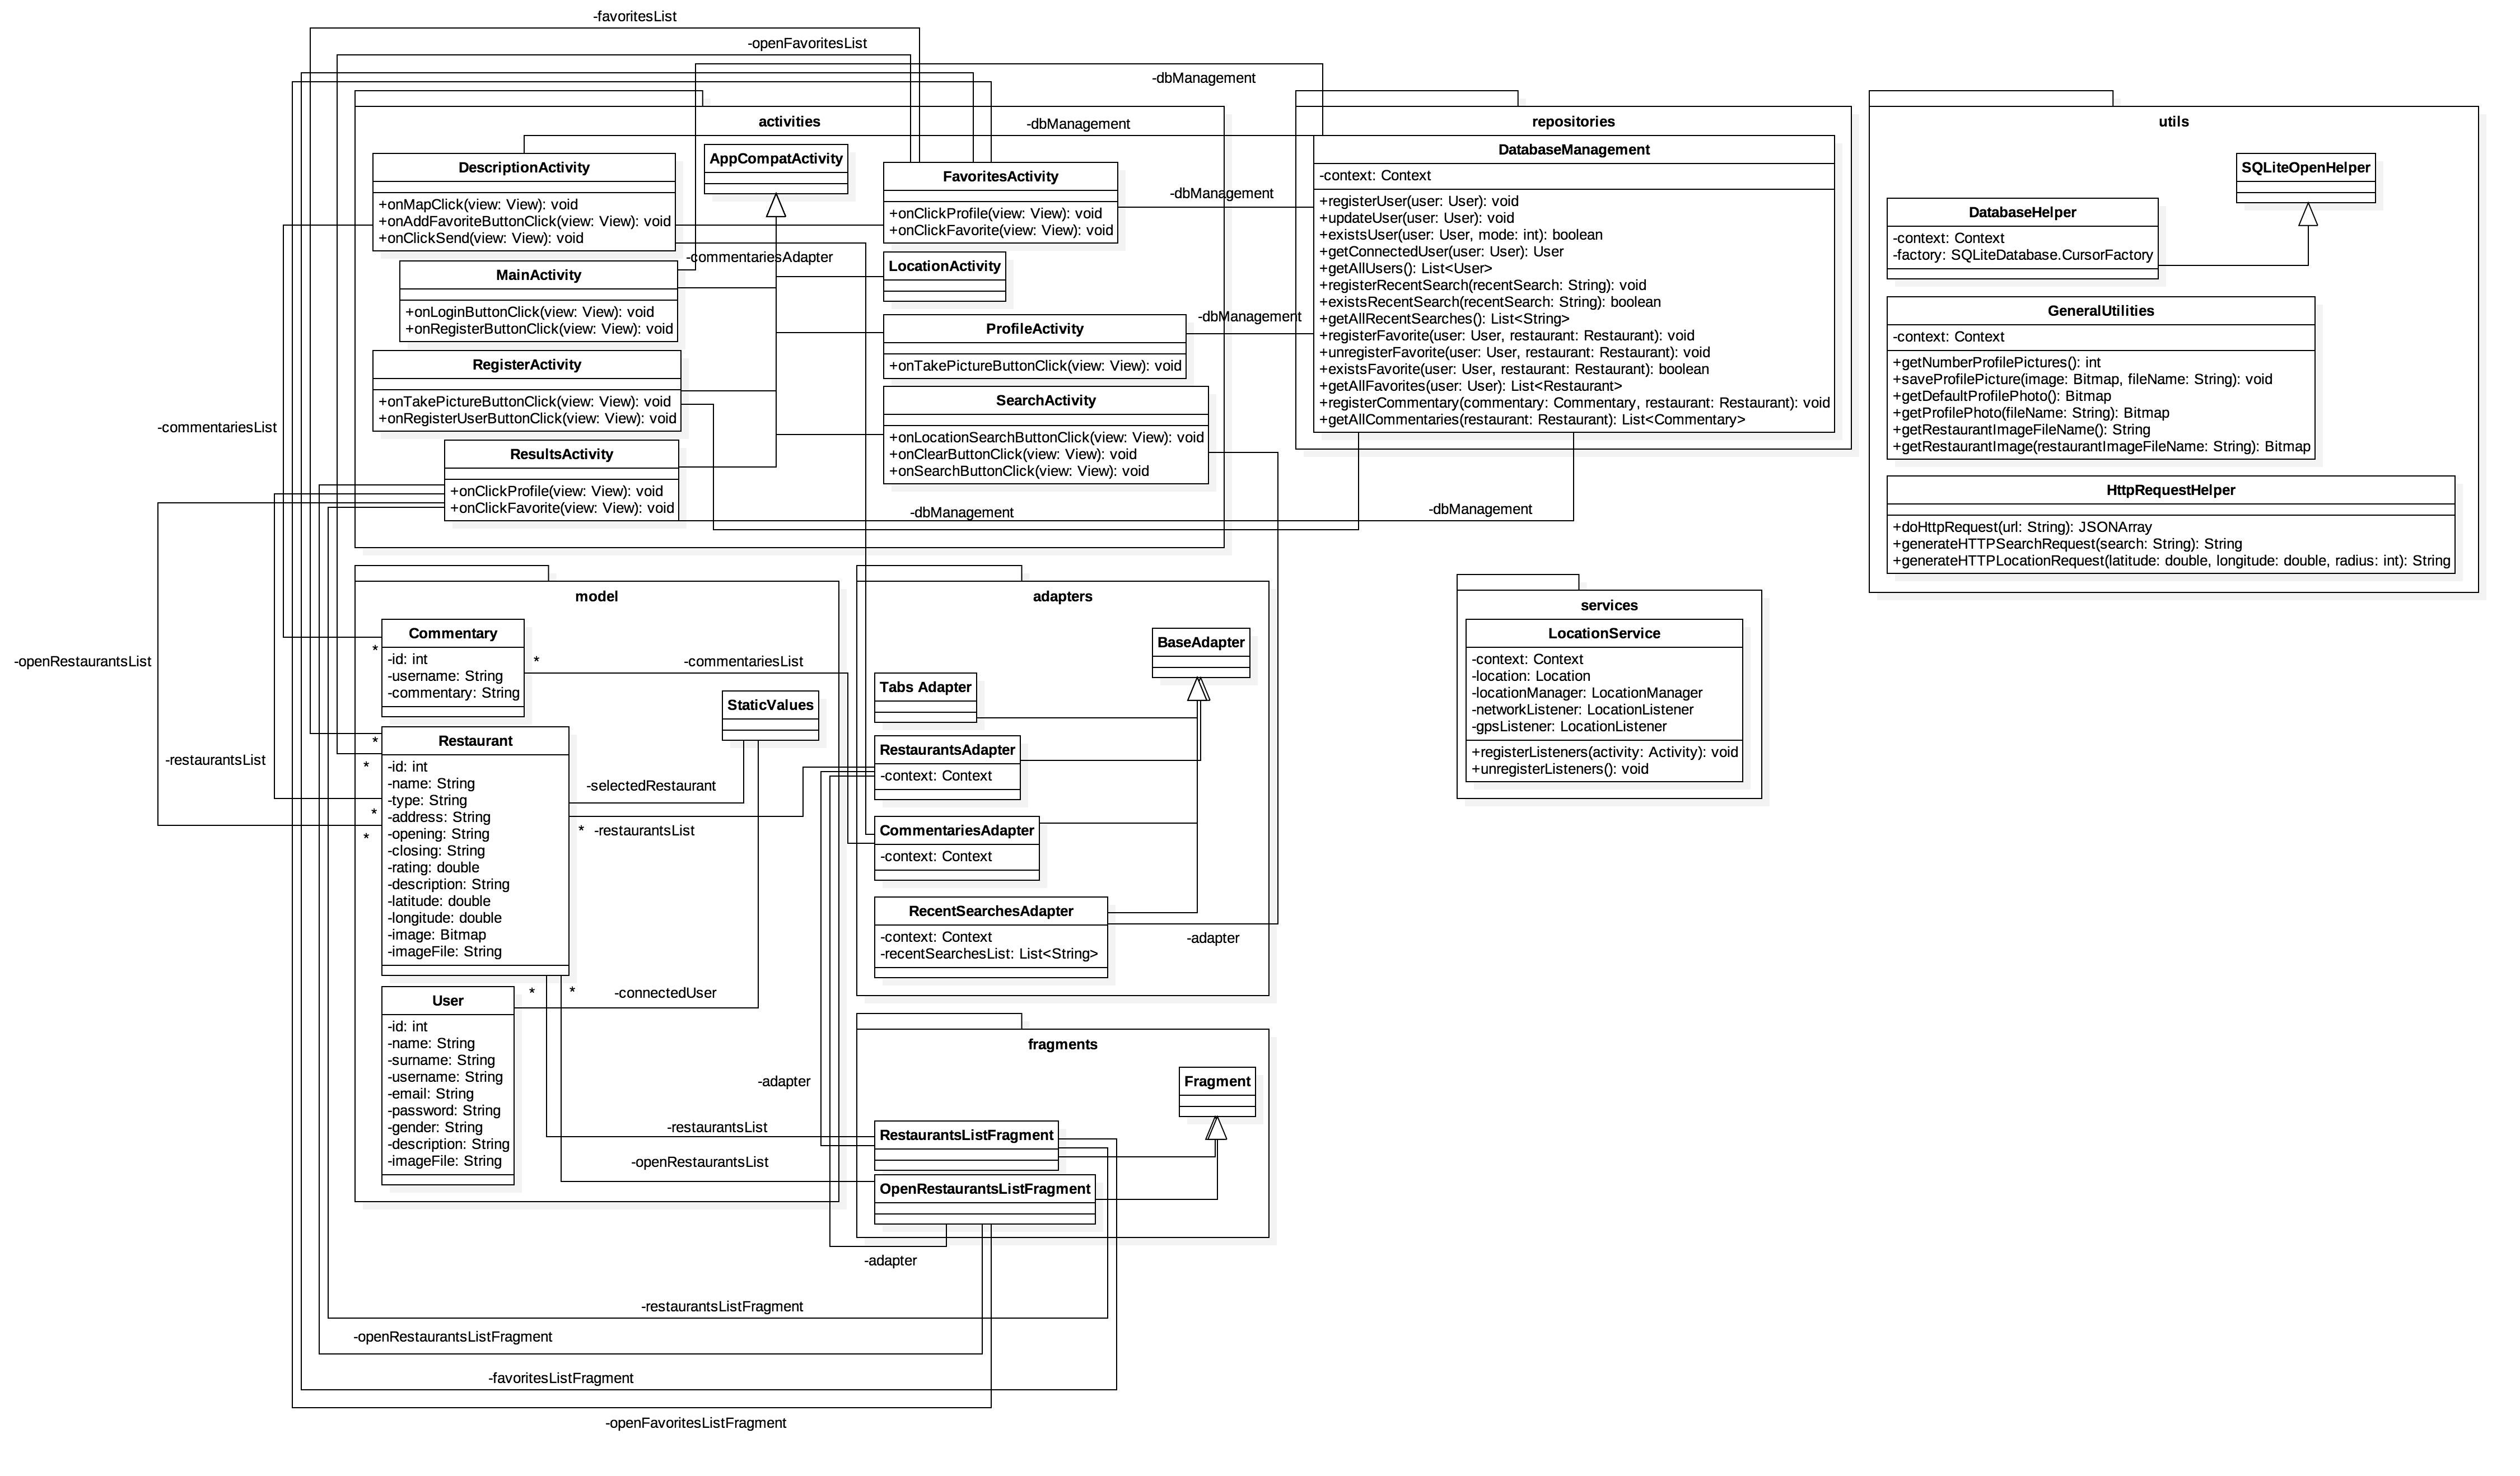 -favoritesList
-openFavoritesList
-dbManagement
activities
-dbManagement
DescriptionActivity
+onMapClick(view: View): void
+onAddFavoriteButtonClick(view: View): void
+onClickSend(view: View): void
AppCompatActivity
FavoritesActivity
+onClickProfile(view: View): void
+onClickFavorite(view: View): void
-dbManagement
-commentariesAdapter
MainActivity
+onLoginButtonClick(view: View): void
+onRegisterButtonClick(view: View): void
LocationActivity
ProfileActivity
+onTakePictureButtonClick(view: View): void
-dbManagement
RegisterActivity
+onTakePictureButtonClick(view: View): void
+onRegisterUserButtonClick(view: View): void
SearchActivity
+onLocationSearchButtonClick(view: View): void
+onClearButtonClick(view: View): void
+onSearchButtonClick(view: View): void
ResultsActivity
+onClickProfile(view: View): void
+onClickFavorite(view: View): void
-dbManagement
-dbManagement
repositories
DatabaseManagement
-context: Context
+registerUser(user: User): void
+updateUser(user: User): void
+existsUser(user: User, mode: int): boolean
+getConnectedUser(user: User): User
+getAllUsers(): List<User>
+registerRecentSearch(recentSearch: String): void
+existsRecentSearch(recentSearch: String): boolean
+getAllRecentSearches(): List<String>
+registerFavorite(user: User, restaurant: Restaurant): void
+unregisterFavorite(user: User, restaurant: Restaurant): void
+existsFavorite(user: User, restaurant: Restaurant): boolean
+getAllFavorites(user: User): List<Restaurant>
+registerCommentary(commentary: Commentary, restaurant: Restaurant): void
+getAllCommentaries(restaurant: Restaurant): List<Commentary>
utils
SQLiteOpenHelper
DatabaseHelper
-context: Context
-factory: SQLiteDatabase.CursorFactory
GeneralUtilities
-context: Context
+getNumberProfilePictures(): int
+saveProfilePicture(image: Bitmap, fileName: String): void
+getDefaultProfilePhoto(): Bitmap
+getProfilePhoto(fileName: String): Bitmap
+getRestaurantImageFileName(): String
+getRestaurantImage(restaurantImageFileName: String): Bitmap
HttpRequestHelper
+doHttpRequest(url: String): JSONArray
+generateHTTPSearchRequest(search: String): String
+generateHTTPLocationRequest(latitude: double, longitude: double, radius: int): String
-commentariesList
-openRestaurantsList
-restaurantsList
model
Commentary
-id: int
-username: String
-commentary: String
*
*
-commentariesList
StaticValues
Restaurant
-id: int
-name: String
-type: String
-address: String
-opening: String
-closing: String
-rating: double
-description: String
-latitude: double
-longitude: double
-image: Bitmap
-imageFile: String
*
*
*
*
-selectedRestaurant
* -restaurantsList
*
*
-connectedUser
User
-id: int
-name: String
-surname: String
-username: String
-email: String
-password: String
-gender: String
-description: String
-imageFile: String
-adapter
-restaurantsList
-openRestaurantsList
adapters
BaseAdapter
Tabs Adapter
RestaurantsAdapter
-context: Context
CommentariesAdapter
-context: Context
RecentSearchesAdapter
-context: Context
-recentSearchesList: List<String>
-adapter
services
LocationService
-context: Context
-location: Location
-locationManager: LocationManager
-networkListener: LocationListener
-gpsListener: LocationListener
+registerListeners(activity: Activity): void
+unregisterListeners(): void
fragments
Fragment
RestaurantsListFragment
OpenRestaurantsListFragment
-adapter
-restaurantsListFragment
-openRestaurantsListFragment
-favoritesListFragment
-openFavoritesListFragment